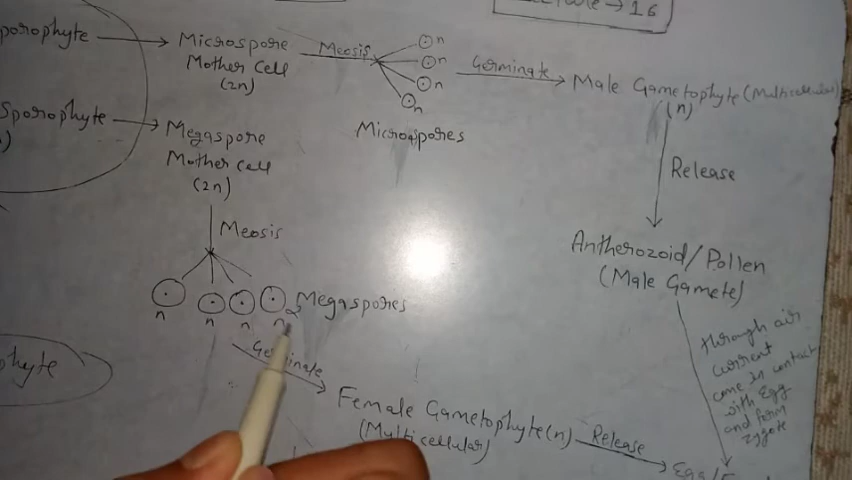 → 16
porophyte
Microspore
Mother Cell
(2n)
Meosis
n
n
n
n
Microspores
Germinate
Male Gametophyte (Multicellular)
(n)
Release
Antherozoid/Pollen
(Male Gamete)
through air
current
come in contact
with Egg
and form
zygote
Sporophyte
Megaspore
Mother Cell
(2n)
Meosis
n
n
n
n
Megaspores
Germinate
Female Gametophyte (n)
(Multicellular)
Release
Egg/
phyte